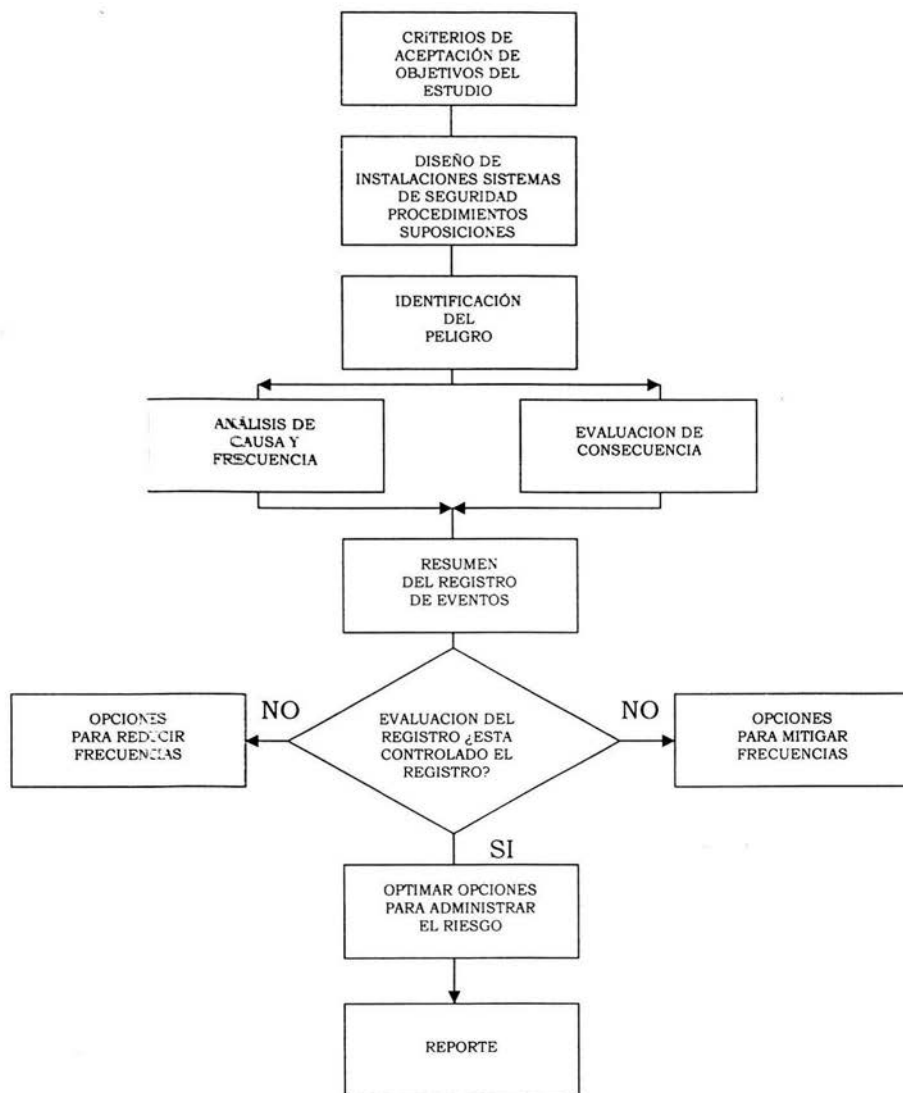 CRITERIOS DE
ACEPTACIÓN DE
OBJETIVOS DEL
ESTUDIO
DISEÑO DE
INSTALACIONES SISTEMAS
DE SEGURIDAD
PROCEDIMIENTOS
SUPOSICIONES
IDENTIFICACIÓN
DEL
PELIGRO
ANÁLISIS DE
CAUSA Y
FRECUENCIA
EVALUACION DE
CONSECUENCIA
RESUMEN
DEL REGISTRO
DE EVENTOS
OPCIONES
PARA REDUCIR
FRECUENCIAS
NO
EVALUACION DEL
REGISTRO ¿ESTA
CONTROLADO EL
REGISTRO?
NO
OPCIONES
PARA MITIGAR
FRECUENCIAS
SI
OPTIMAR OPCIONES
PARA ADMINISTRAR
EL RIESGO
REPORTE